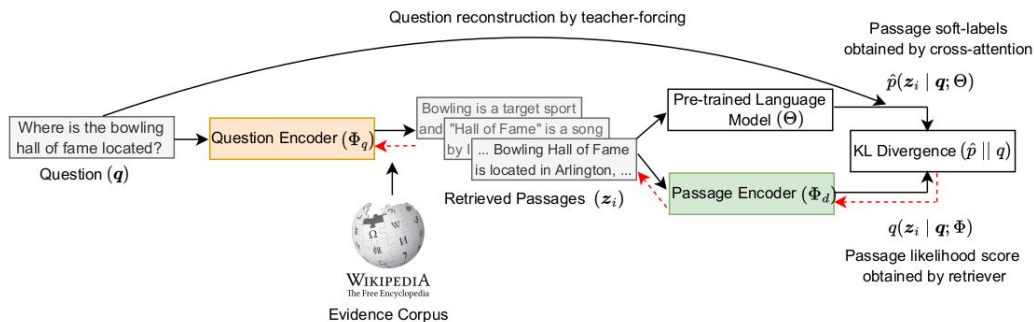 Question reconstruction by teacher-forcing
Passage soft-labels
obtained by cross-attention
p̂(z_i | q; Θ)
Where is the bowling
hall of fame located?
Question (q)
Question Encoder (Φ_q)
Bowling is a target sport
and "Hall of Fame" is a song
by I ... Bowling Hall of Fame
is located in Arlington, ...
Retrieved Passages (z_i)
Pre-trained Language
Model (Θ)
Passage Encoder (Φ_d)
KL Divergence (p̂ || q)
q(z_i | q; Φ)
Passage likelihood score
obtained by retriever
WIKIPEDIA
The Free Encyclopedia
Evidence Corpus